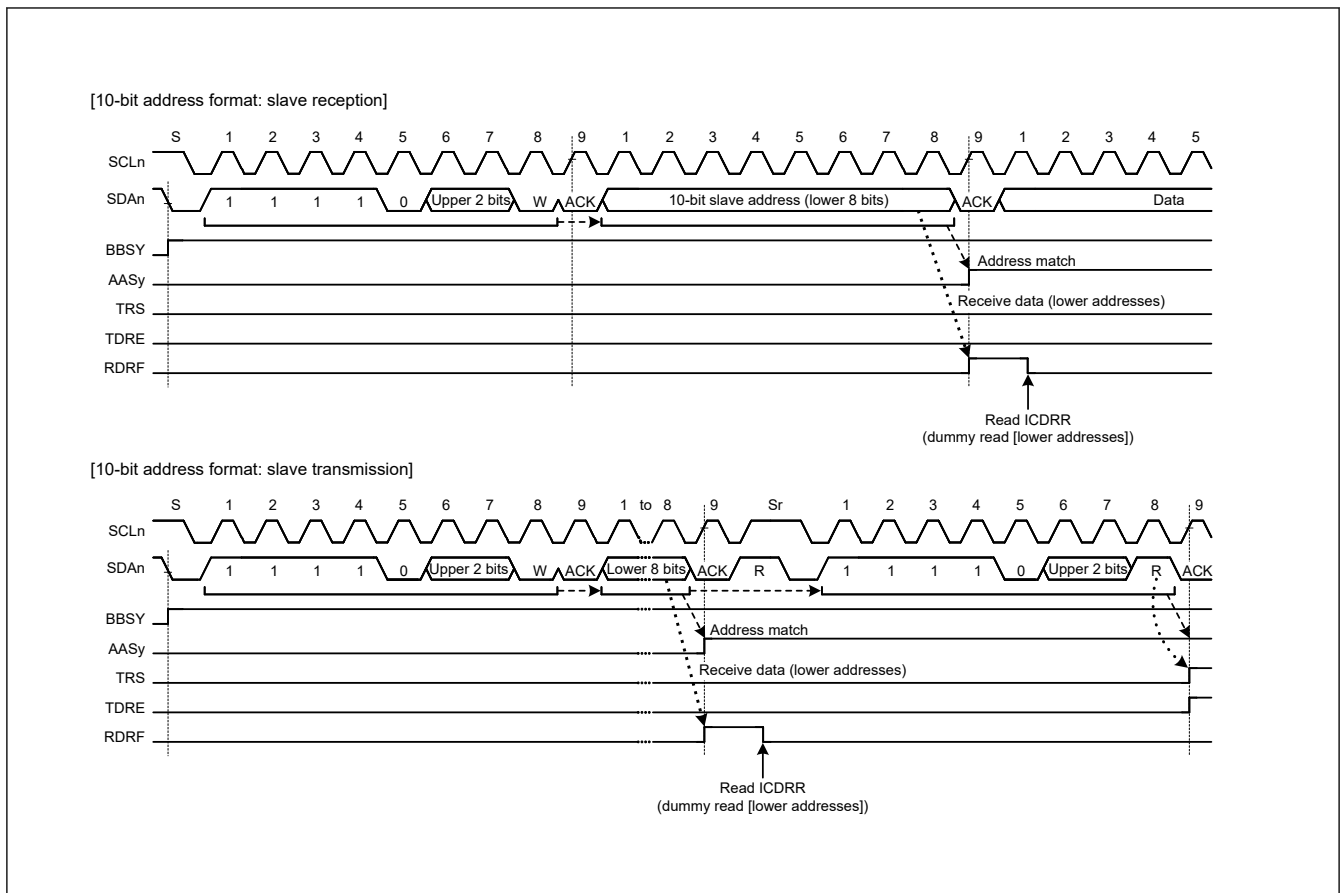 [10-bit address format: slave reception]
S 1 2 3 4 5 6 7 8 9 1 2 3 4 5 6 7 8 9 1 2 3 4 5
SCLn
SDAn 1 1 1 1 0 Upper 2 bits W ACK 10-bit slave address (lower 8 bits) ACK Data
BBSY
Address match
AASy
Receive data (lower addresses)
TRS
TDRE
RDRF
Read ICDRR
(dummy read [lower addresses])
[10-bit address format: slave transmission]
S 1 2 3 4 5 6 7 8 9 1 to 8 9 Sr 1 2 3 4 5 6 7 8 9
SCLn
SDAn 1 1 1 1 0 Upper 2 bits W ACK Lower 8 bits ACK R 1 1 1 1 0 Upper 2 bits R ACK
BBSY
Address match
AASy
Receive data (lower addresses)
TRS
TDRE
RDRF
Read ICDRR
(dummy read [lower addresses])